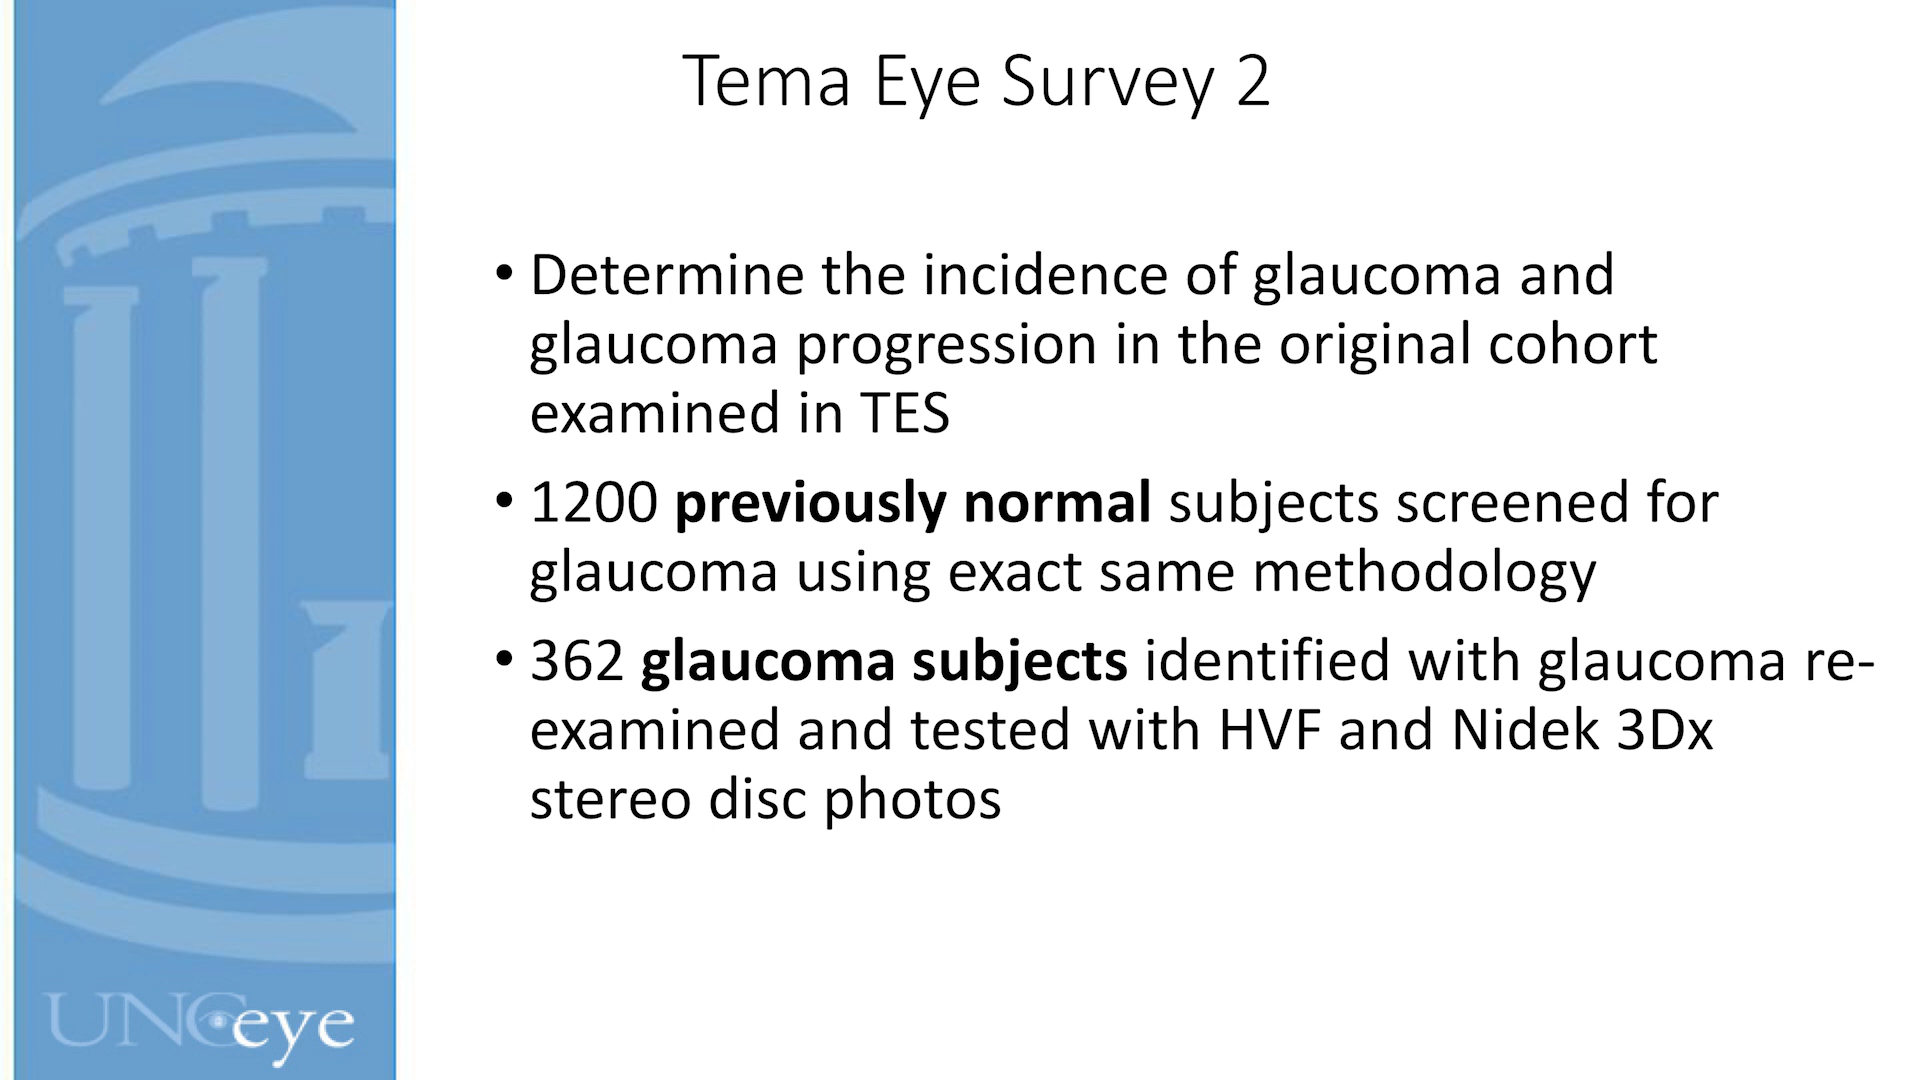 Tema Eye Survey 2
• Determine the incidence of glaucoma and
glaucoma progression in the original cohort
examined in TES
• 1200 previously normal subjects screened for
glaucoma using exact same methodology
• 362 glaucoma subjects identified with glaucoma re-
examined and tested with HVF and Nidek 3Dx
stereo disc photos
UNCeye